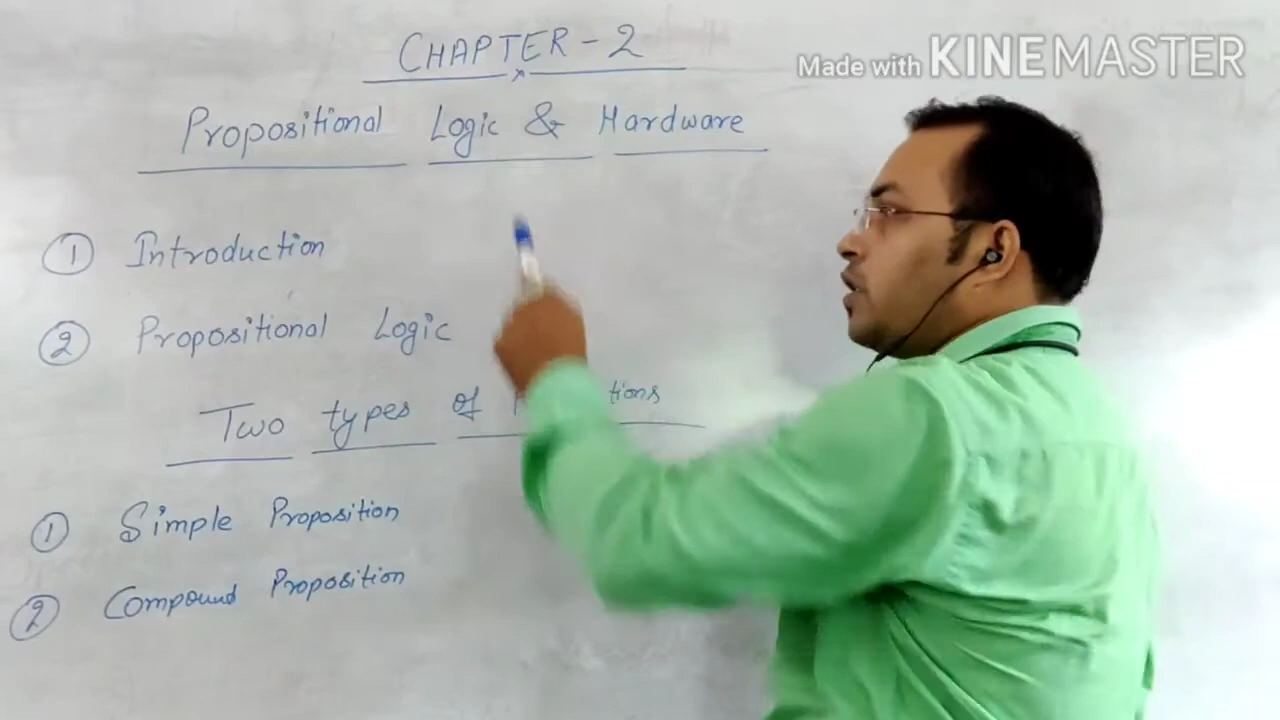 CHAPTER - 2
Made with KINEMASTER
Propositional Logic & Hardware
① Introduction
② Propositional Logic
Two types of
① Simple Proposition
② Compound Proposition